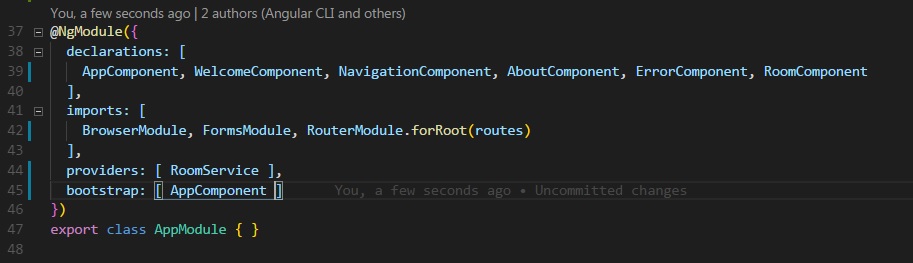 You, a few seconds ago | 2 authors (Angular CLI and others)
37 @NgModule({
38   declarations: [
39     AppComponent, WelcomeComponent, NavigationComponent, AboutComponent, ErrorComponent, RoomComponent
40   ],
41   imports: [
42     BrowserModule, FormsModule, RouterModule.forRoot(routes)
43   ],
44   providers: [ RoomService ],
45   bootstrap: [ AppComponent ]     You, a few seconds ago • Uncommitted changes
46 })
47 export class AppModule { }
48